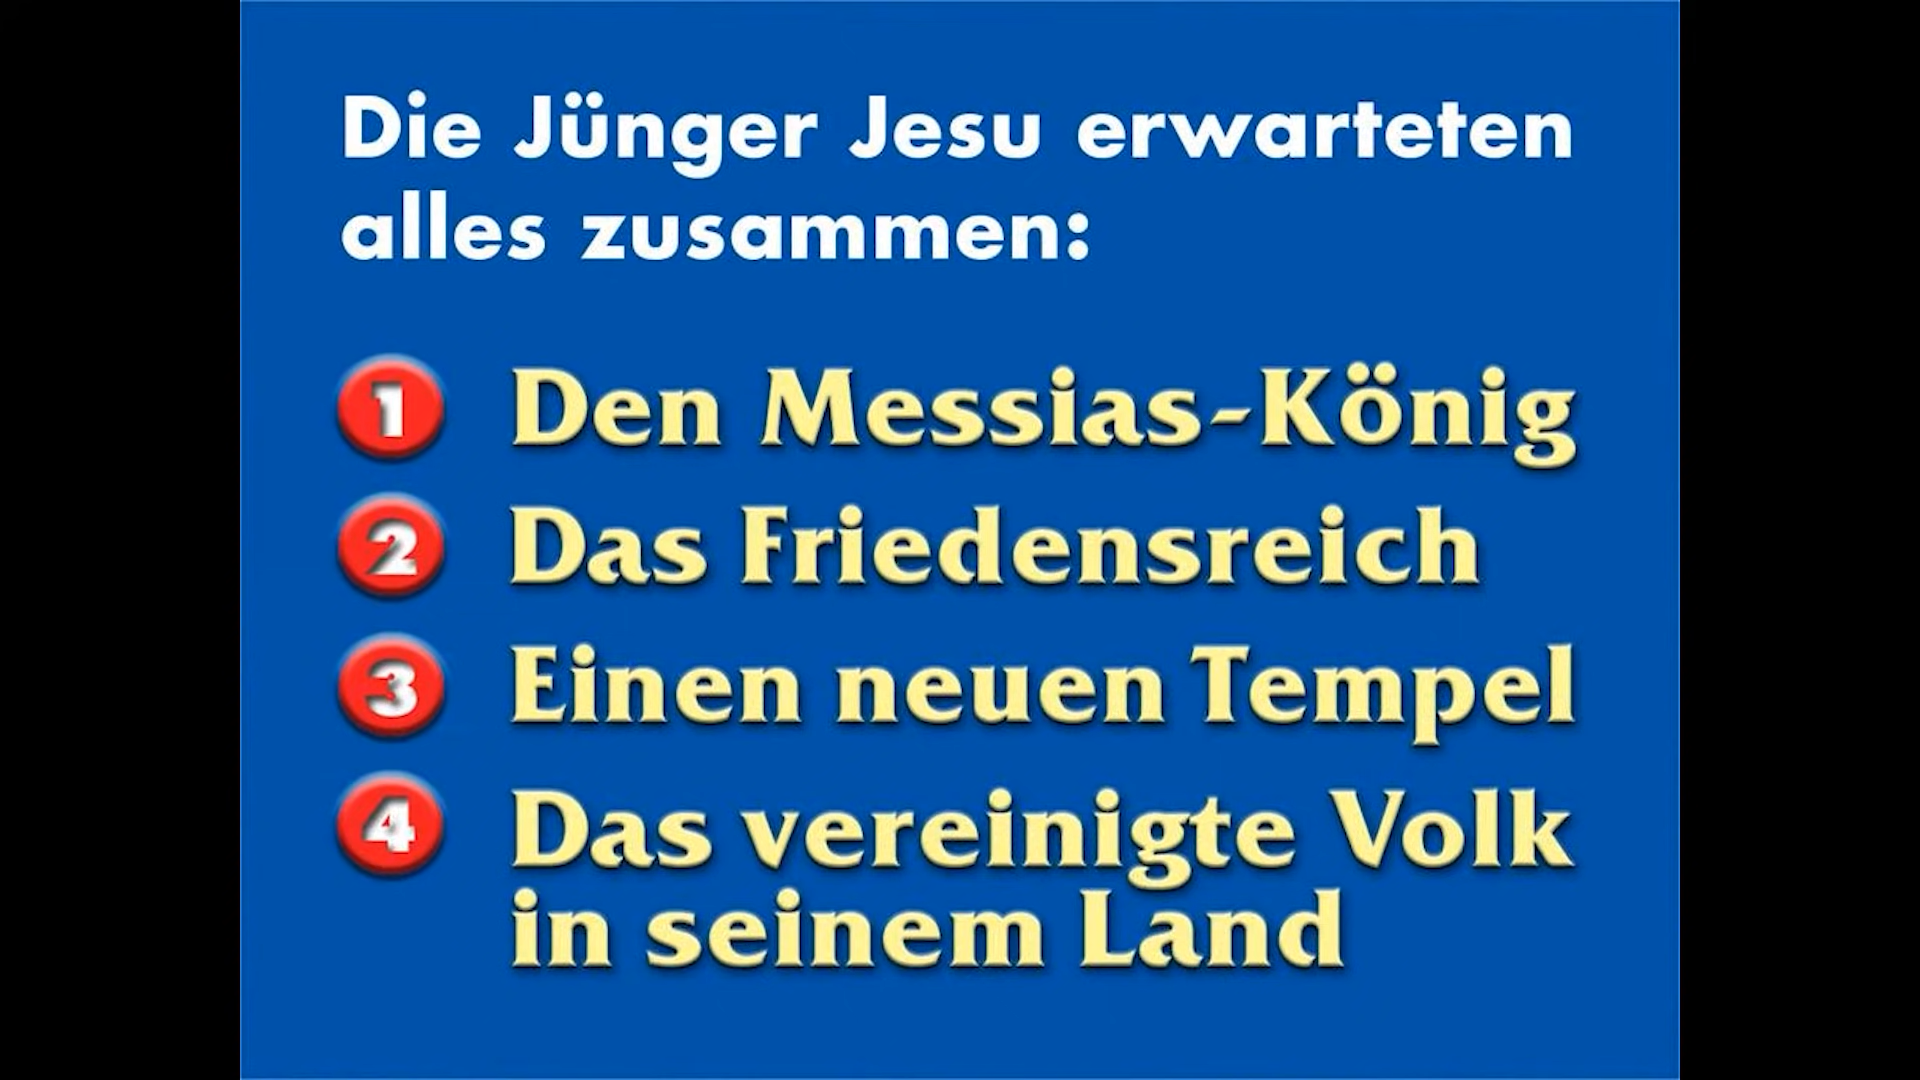 Die Jünger Jesu erwarteten
alles zusammen:
1 Den Messias-König
2 Das Friedensreich
3 Einen neuen Tempel
4 Das vereinigte Volk
in seinem Land